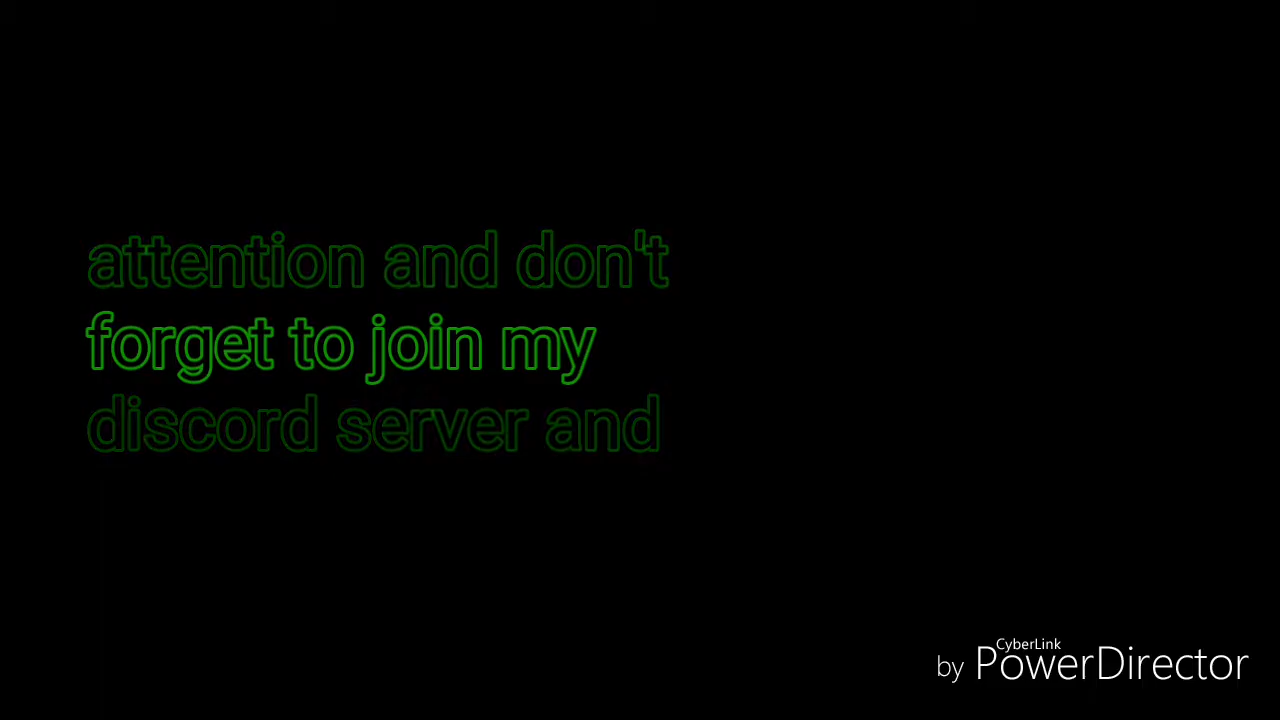 attention and don't
forget to join my
discord server and
by CyberLink PowerDirector